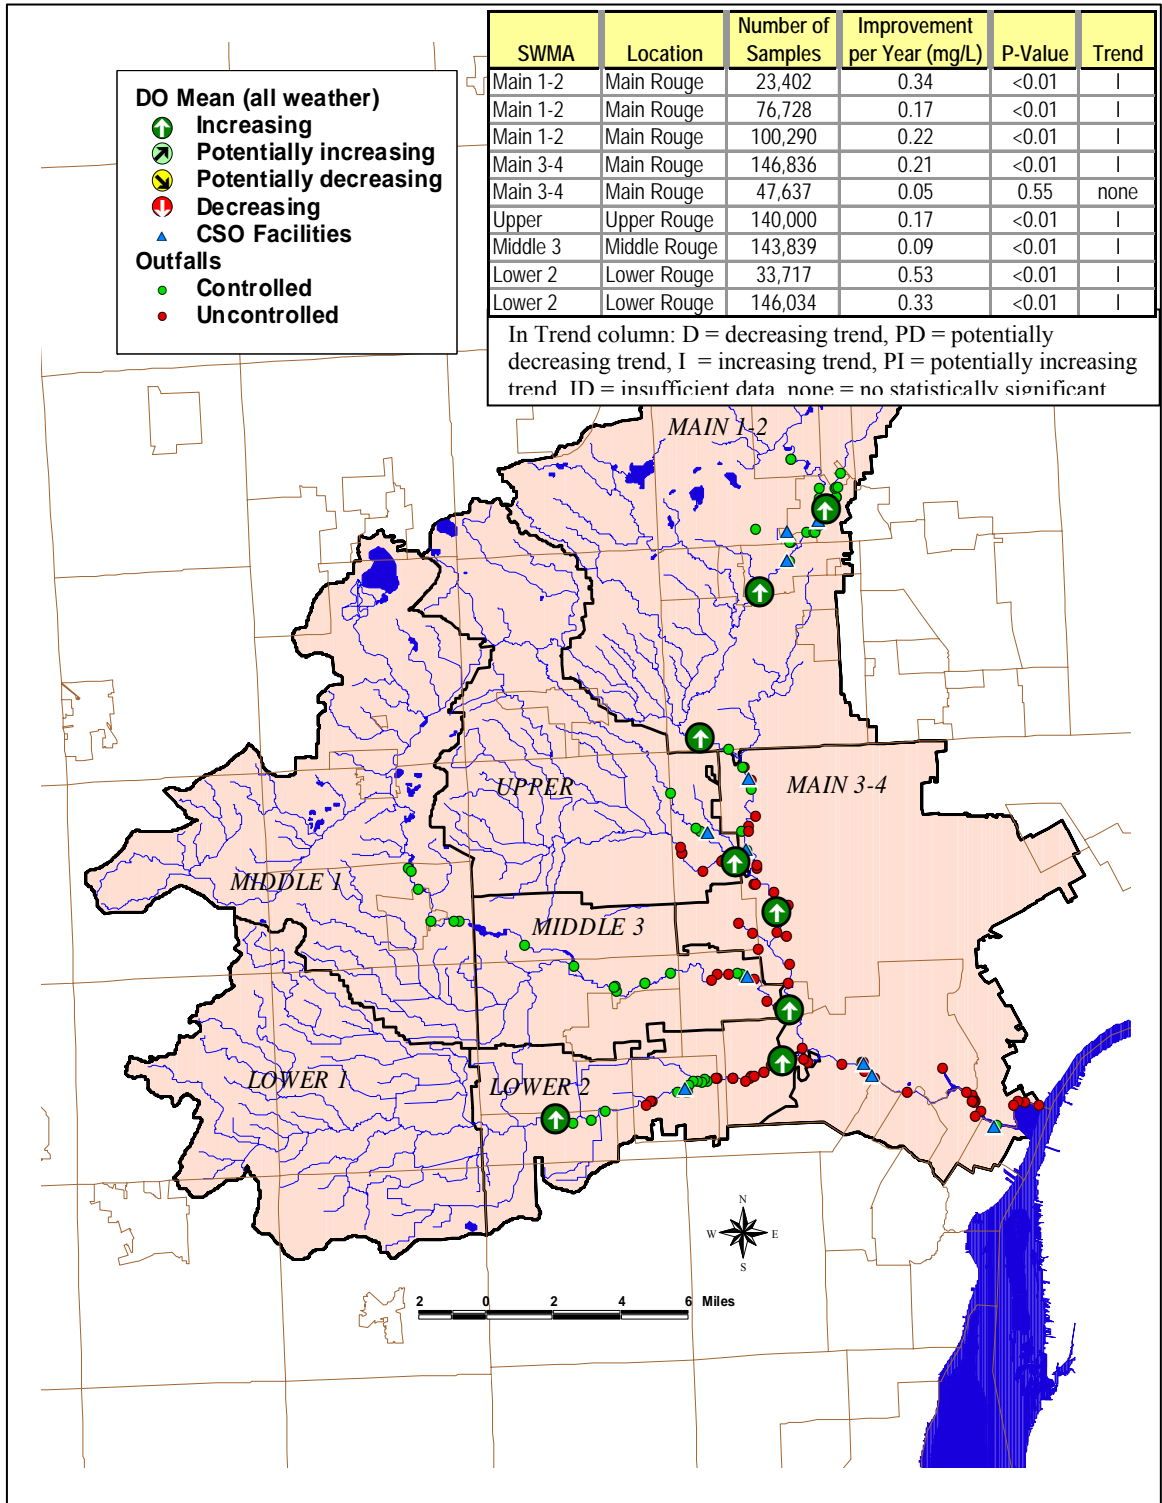 SWMA Location Number of Samples Improvement per Year (mg/L) P-Value Trend
Main 1-2 Main Rouge 23,402 0.34 <0.01 I
Main 1-2 Main Rouge 76,728 0.17 <0.01 I
Main 1-2 Main Rouge 100,290 0.22 <0.01 I
Main 3-4 Main Rouge 146,836 0.21 <0.01 I
Main 3-4 Main Rouge 47,637 0.05 0.55 none
Upper Upper Rouge 140,000 0.17 <0.01 I
Middle 3 Middle Rouge 143,839 0.09 <0.01 I
Lower 2 Lower Rouge 33,717 0.53 <0.01 I
Lower 2 Lower Rouge 146,034 0.33 <0.01 I
In Trend column: D = decreasing trend, PD = potentially
decreasing trend, I = increasing trend, PI = potentially increasing
trend, ID = insufficient data, none = no statistically significant
DO Mean (all weather)
Increasing
Potentially increasing
Potentially decreasing
Decreasing
CSO Facilities
Outfalls
Controlled
Uncontrolled
MAIN 1-2
UPPER
MAIN 3-4
MIDDLE 1
MIDDLE 3
LOWER 1
LOWER 2
N
W E
S
2 0 2 4 6 Miles